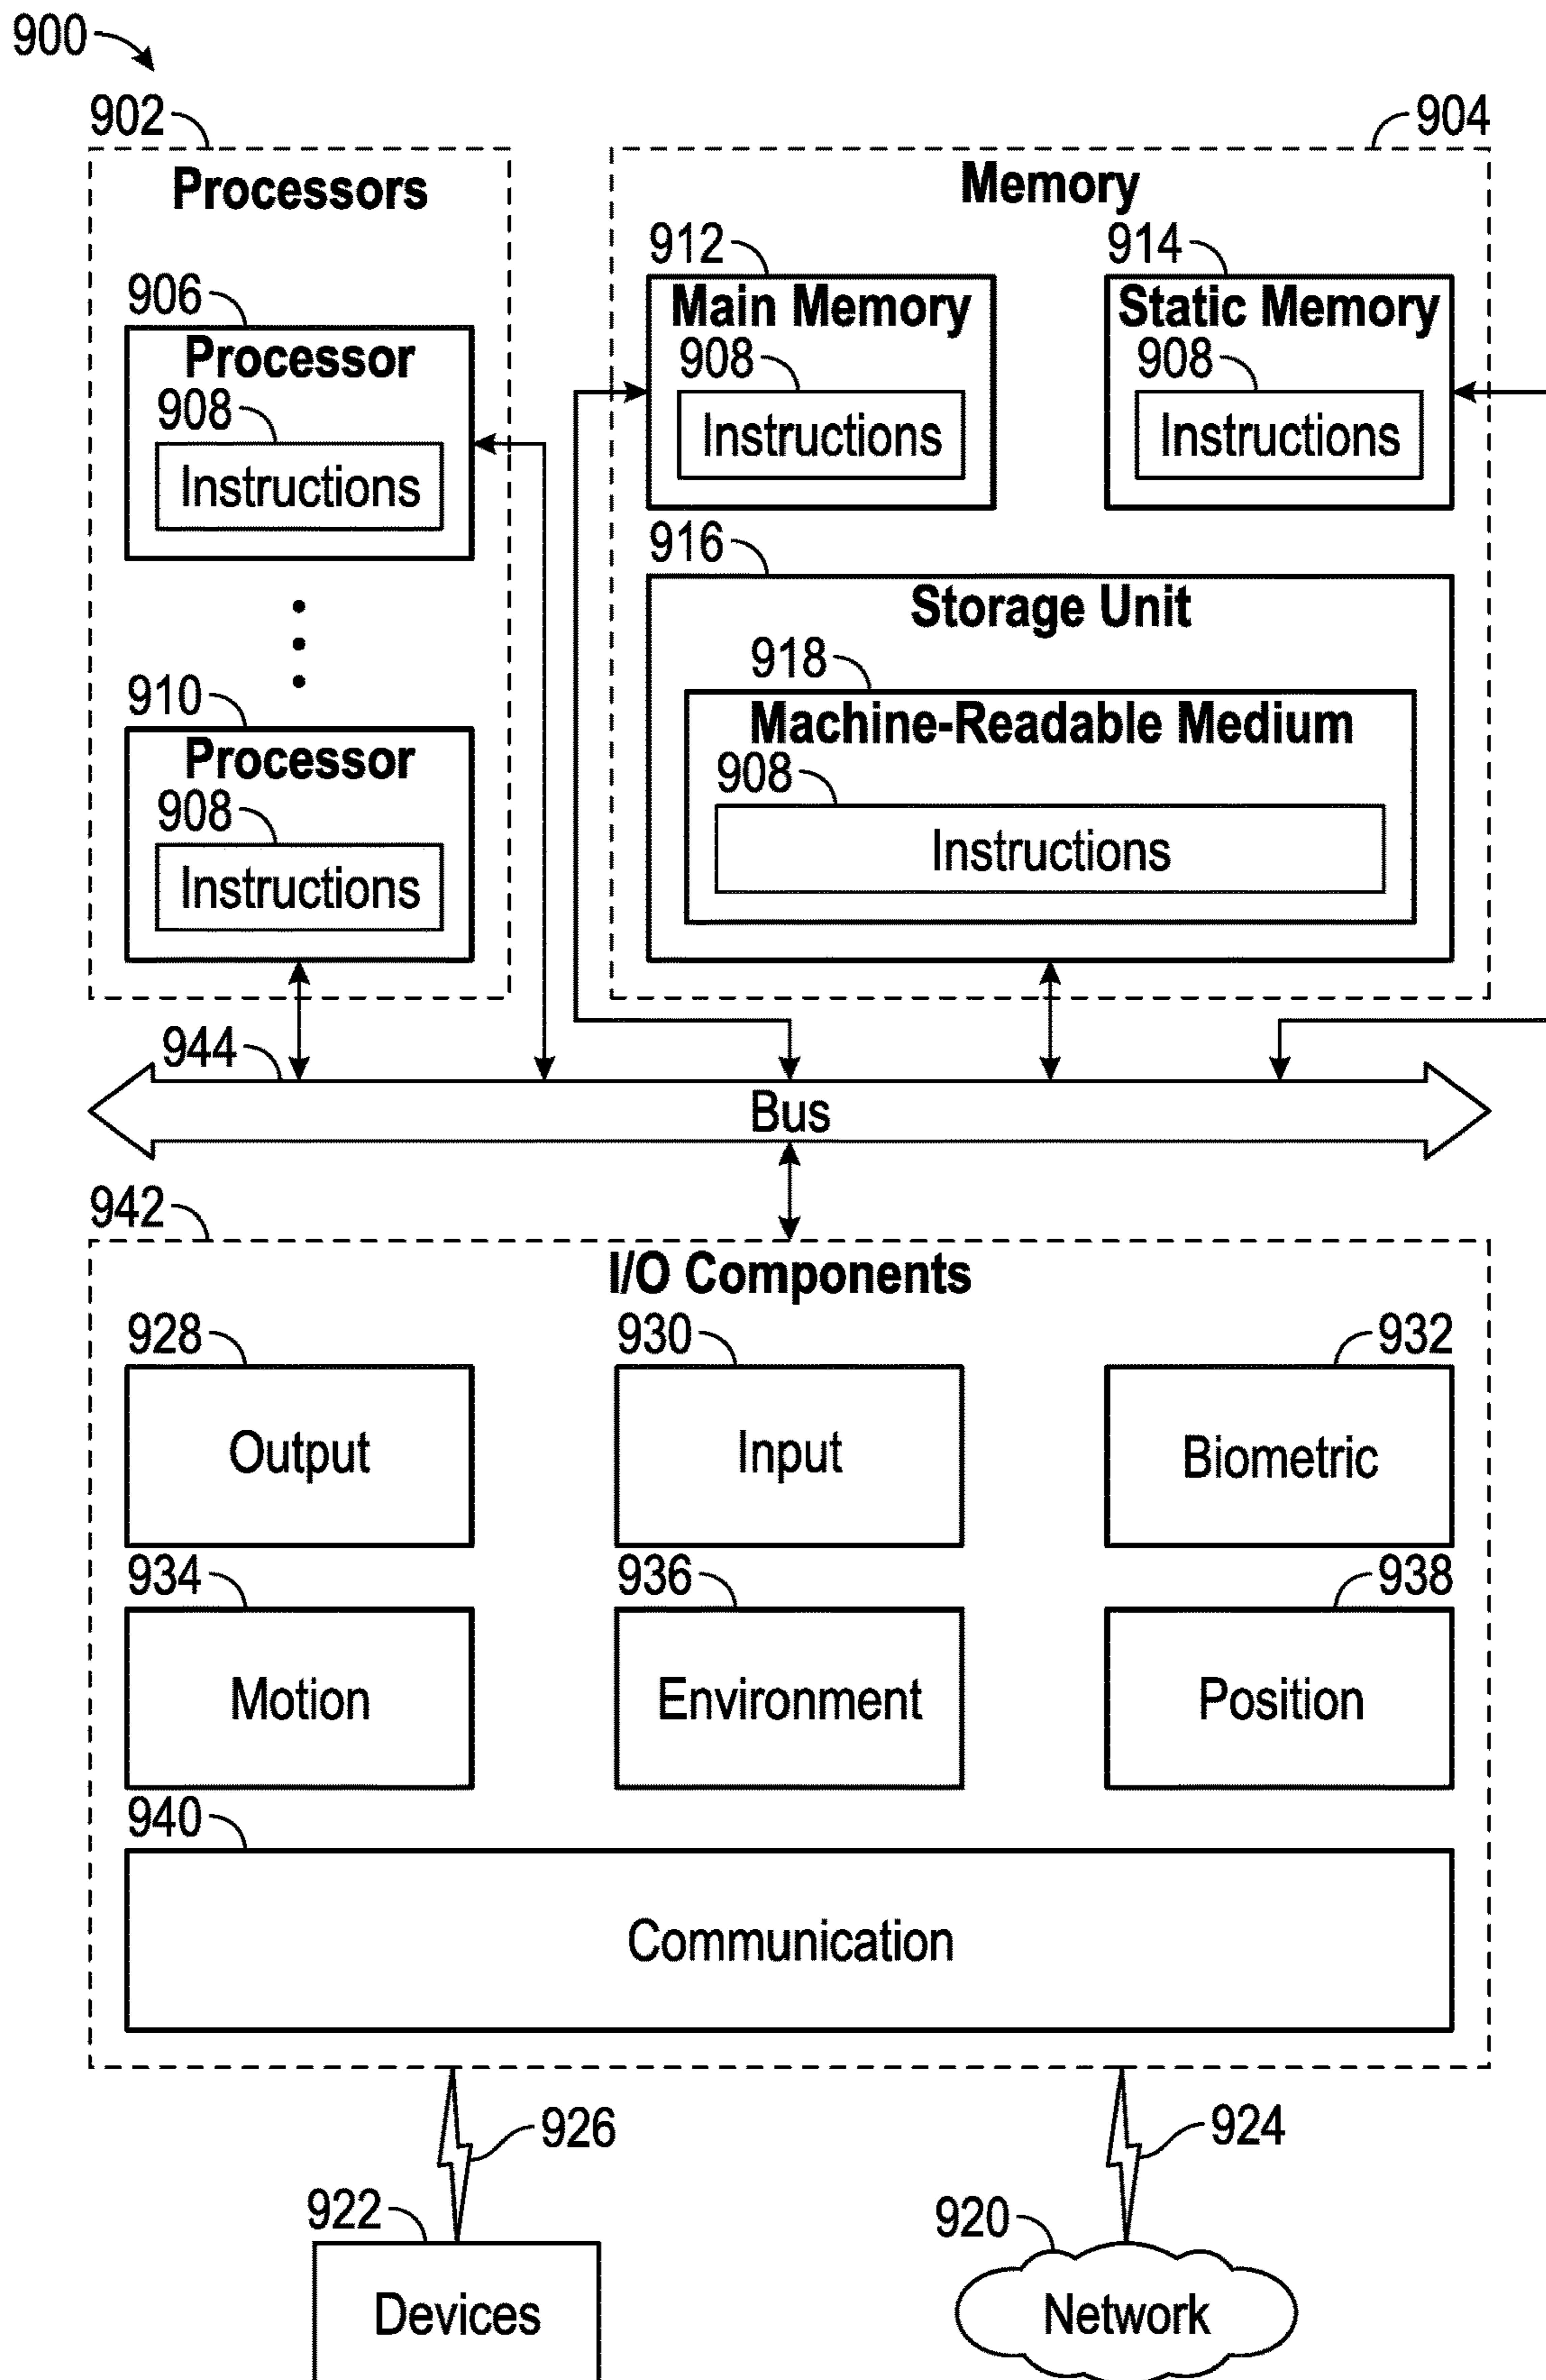 900
902
Processors
906
Processor
908
Instructions
910
Processor
908
Instructions
904
Memory
912
Main Memory
908
Instructions
914
Static Memory
908
Instructions
916
Storage Unit
918
Machine-Readable Medium
908
Instructions
944
Bus
942
I/O Components
928
Output
930
Input
932
Biometric
934
Motion
936
Environment
938
Position
940
Communication
926
924
922
Devices
920
Network